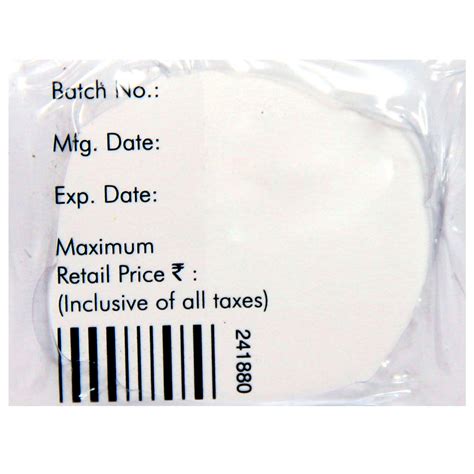 Batch No.:
Mfg. Date:
Exp. Date:
Maximum
Retail Price ₹ :
(Inclusive of all taxes)
241880